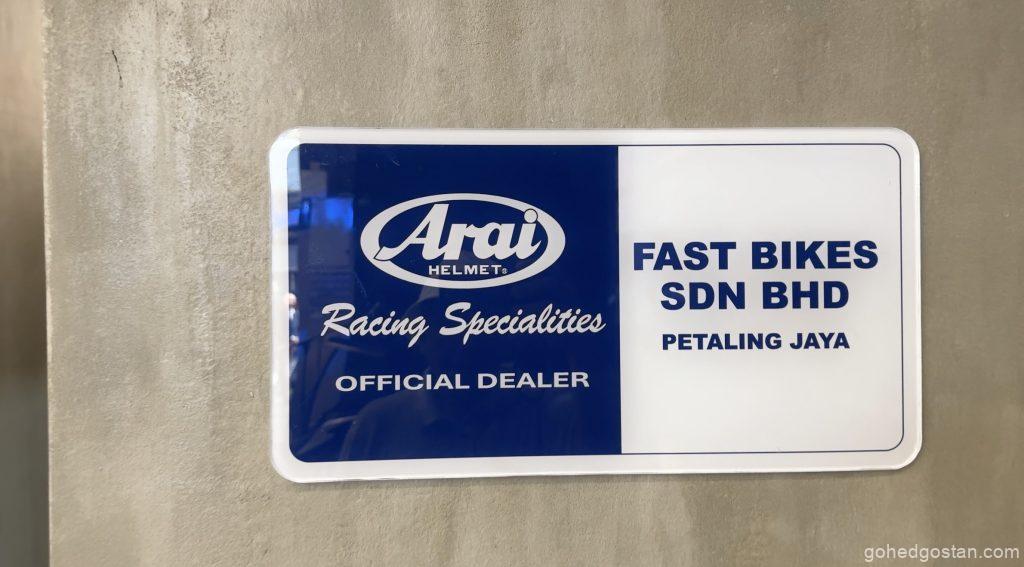 Arai
HELMET®
Racing Specialities
OFFICIAL DEALER
FAST BIKES
SDN BHD
PETALING JAYA
gohedgostan.com